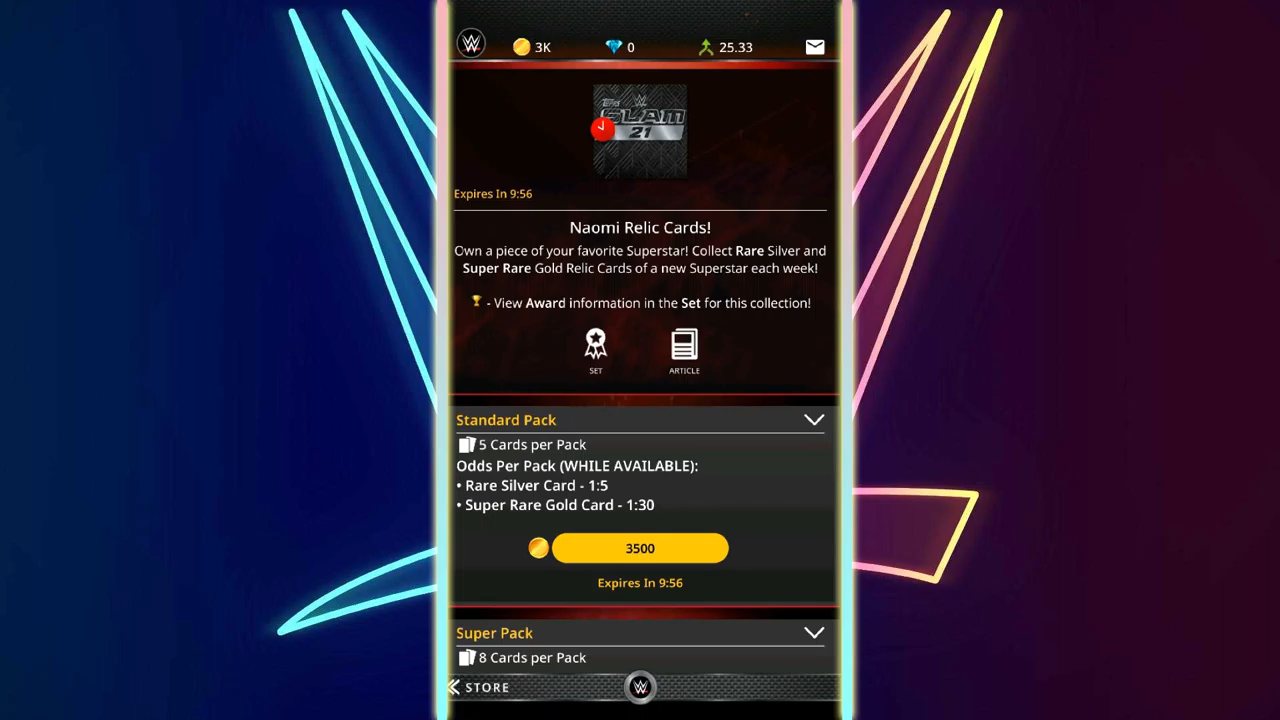 3K
0
25.33
Topps
SLAM
21
Expires In 9:56
Naomi Relic Cards!
Own a piece of your favorite Superstar! Collect Rare Silver and
Super Rare Gold Relic Cards of a new Superstar each week!
🏆 - View Award information in the Set for this collection!
SET
ARTICLE
Standard Pack
5 Cards per Pack
Odds Per Pack (WHILE AVAILABLE):
• Rare Silver Card - 1:5
• Super Rare Gold Card - 1:30
3500
Expires In 9:56
Super Pack
8 Cards per Pack
STORE